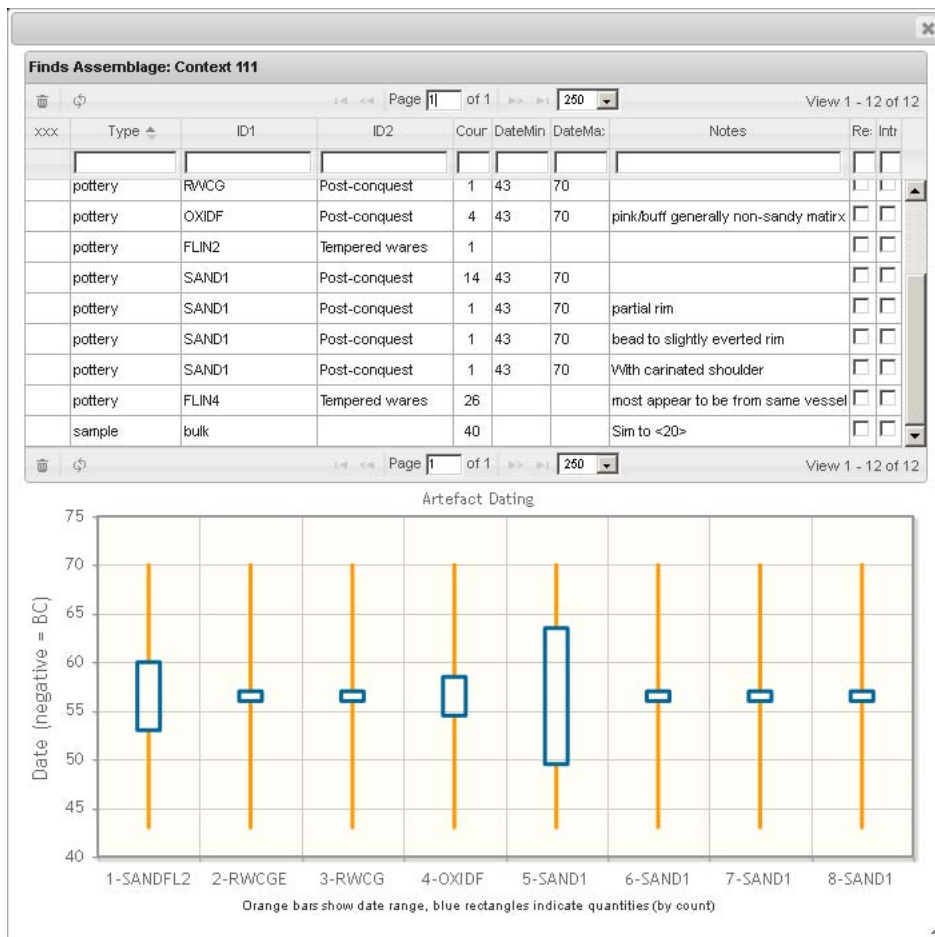 Finds Assemblage: Context 111
Page 1 of 1 250 View 1 - 12 of 12
xxx Type ID1 ID2 Cour DateMin DateMa: Notes Re: Intr
pottery RWCG Post-conquest 1 43 70
pottery OXIDF Post-conquest 4 43 70 pink/buff generally non-sandy matirx
pottery FLIN2 Tempered wares 1
pottery SAND1 Post-conquest 14 43 70
pottery SAND1 Post-conquest 1 43 70 partial rim
pottery SAND1 Post-conquest 1 43 70 bead to slightly everted rim
pottery SAND1 Post-conquest 1 43 70 With carinated shoulder
pottery FLIN4 Tempered wares 26 most appear to be from same vessel
sample bulk 40 Sim to <20>
Page 1 of 1 250 View 1 - 12 of 12
Artefact Dating
Date (negative = BC)
75
70
65
60
55
50
45
40
1-SANDFL2 2-RWCGE 3-RWCG 4-OXIDF 5-SAND1 6-SAND1 7-SAND1 8-SAND1
Orange bars show date range, blue rectangles indicate quantities (by count)